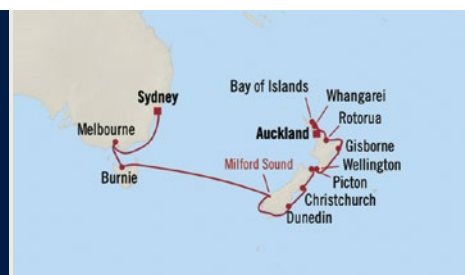 Sydney
Melbourne
Burnie
Bay of Islands
Whangarei
Auckland
Rotorua
Gisborne
Milford Sound
Wellington
Picton
Christchurch
Dunedin